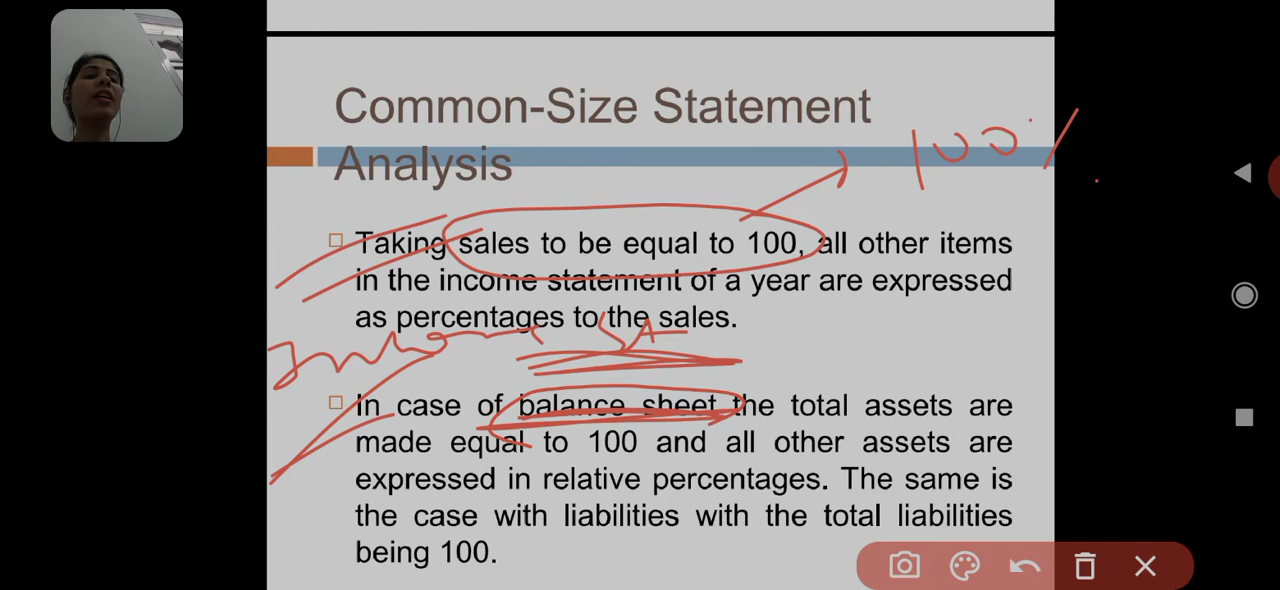 Common-Size Statement
Analysis
100%
Taking sales to be equal to 100, all other items
in the income statement of a year are expressed
as percentages to the sales.
Income St
In case of balance sheet the total assets are
made equal to 100 and all other assets are
expressed in relative percentages. The same is
the case with liabilities with the total liabilities
being 100.